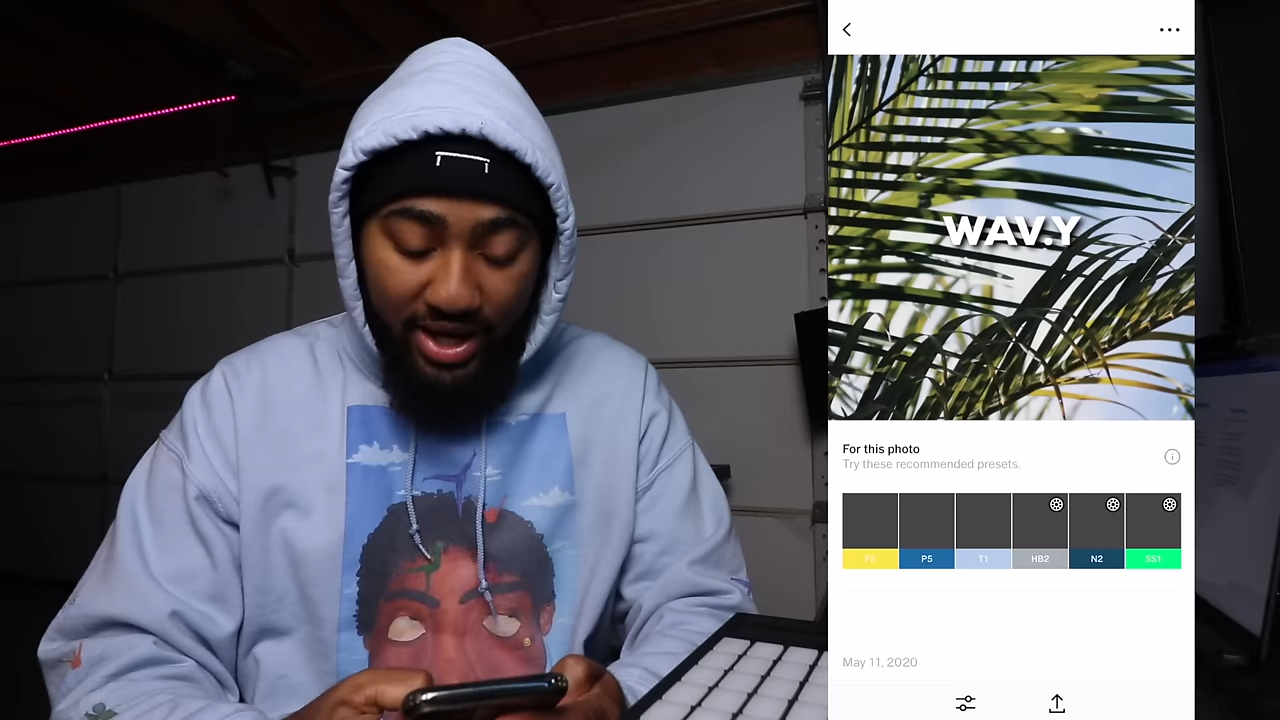 WAV.Y
For this photo
Try these recommended presets.
P5
T1
HB2
N2
SS1
May 11, 2020